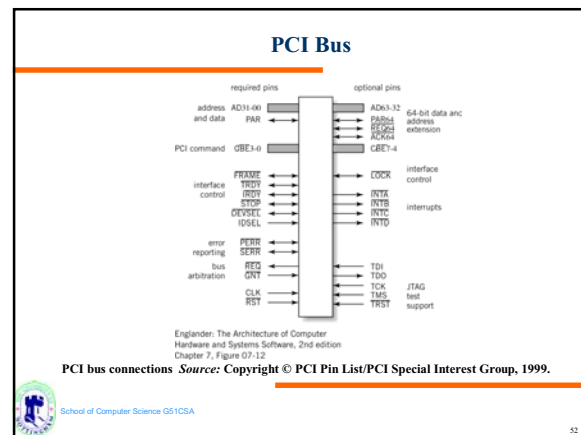 PCI Bus
required pins optional pins
address AD31-00 AD63-32
and data PAR PAR64 64-bit data and
REQ64 address
ACK64 extension
PCI command CBE3-0 CBE7-4
FRAME LOCK interface
control
TRDY
interface IRDY INTA
control STOP INTB interrupts
DEVSEL INTC
IDSEL INTD
error PERR
reporting SERR
bus REQ TDI
arbitration GNT TDO
TCK JTAG
CLK TMS test
RST TRST support
Englander: The Architecture of Computer
Hardware and Systems Software, 2nd edition
Chapter 7, Figure 07-12
PCI bus connections Source: Copyright © PCI Pin List/PCI Special Interest Group, 1999.
School of Computer Science G51CSA
52